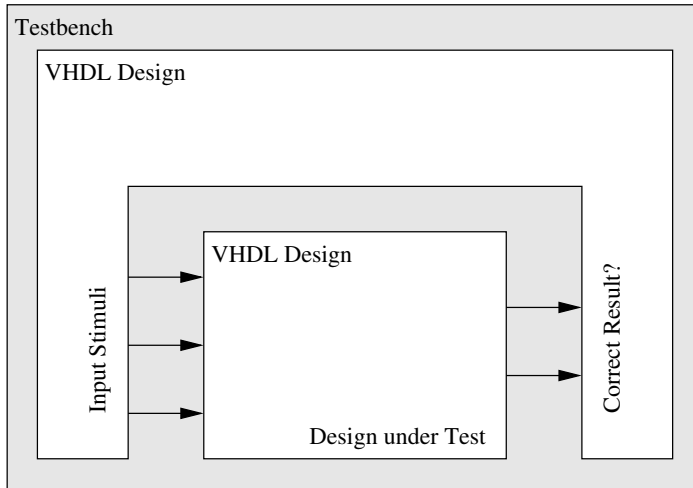 Testbench
VHDL Design
VHDL Design
Input Stimuli
Correct Result?
Design under Test